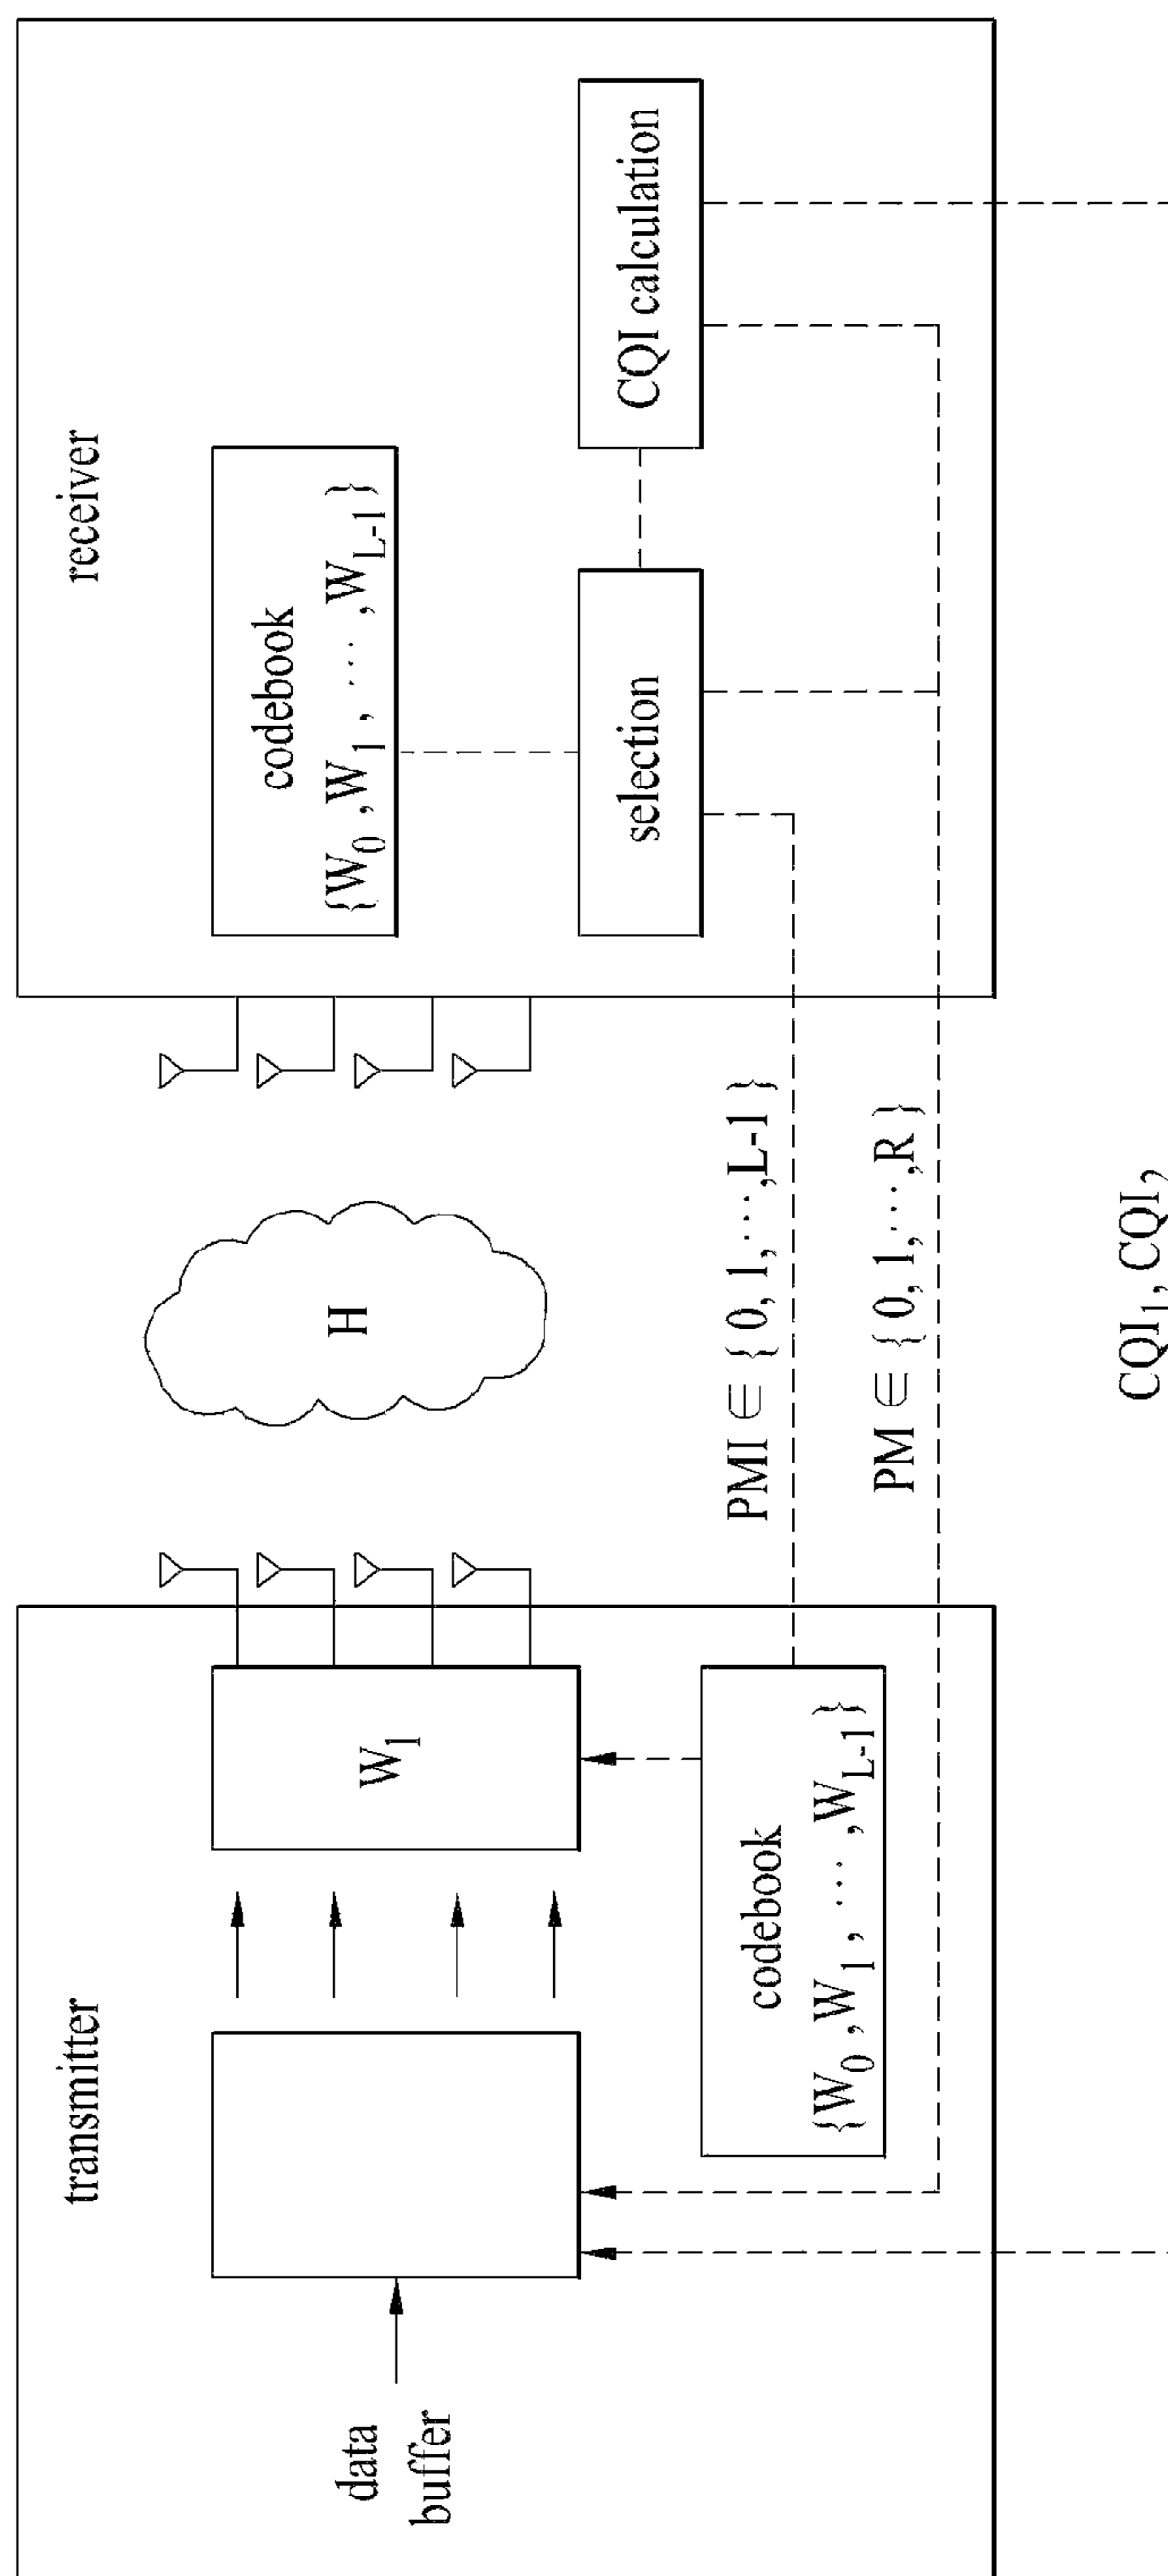 transmitter
receiver
data
buffer
W1
H
codebook
{W0,W1, ⋯ ,WL-1}
codebook
{W0,W1, ⋯ ,WL-1}
selection
CQI calculation
PMI ∈ { 0, 1, ⋯,L-1 }
PM ∈ { 0, 1, ⋯,R }
CQI1, CQI2